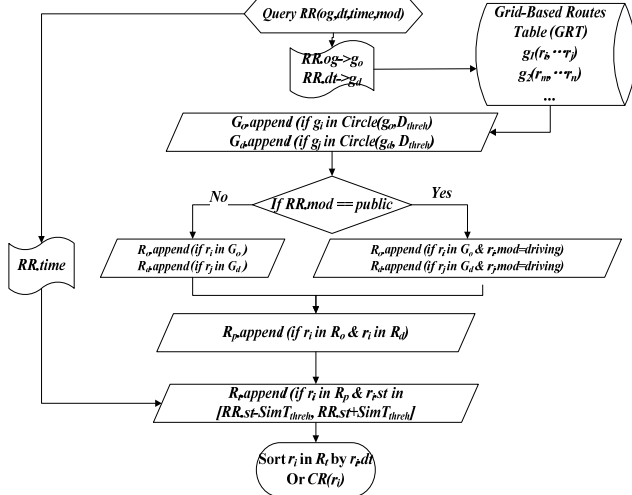 Query RR(og,dt,time,mod)
Grid-Based Routes
Table (GRT)
g1(ri,···rj)
g2(rm,···rn)
...
RR.og->go
RR.dt->gd
Go.append (if gi in Circle(go,Dthreh)
Gd.append (if gj in Circle(gd, Dthreh)
If RR.mod == public
No
Yes
RR.time
Ro.append (if ri in Go )
Rd.append (if rj in Gd )
Ro.append (if ri in Go & ri.mod=driving)
Rd.append (if rj in Gd & rj.mod=driving)
Rp.append (if ri in Ro & ri in Rd)
Rt.append (if ri in Rp & ri.st in
[RR.st-SimTthreh, RR.st+SimTthreh]
Sort ri in Rt by ri.dt
Or CR(ri)